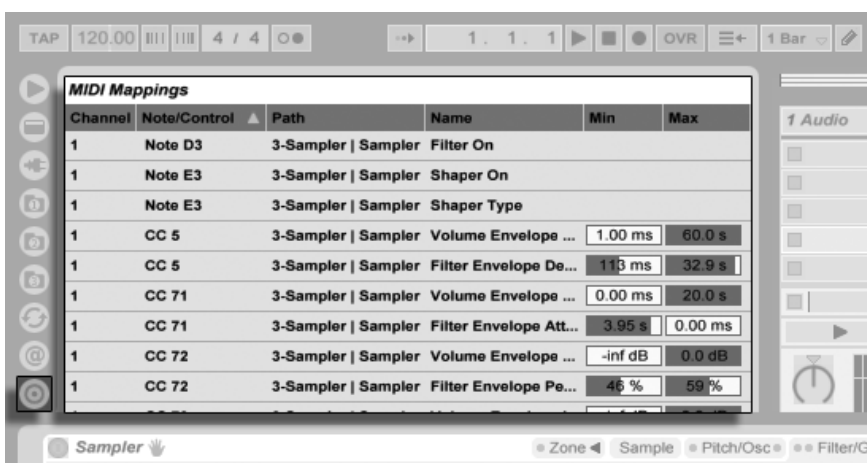 TAP 120.00 4 / 4 1. 1. 1 OVR 1 Bar
MIDI Mappings
Channel Note/Control Path Name Min Max
1 Note D3 3-Sampler | Sampler Filter On
1 Note E3 3-Sampler | Sampler Shaper On
1 Note E3 3-Sampler | Sampler Shaper Type
1 CC 5 3-Sampler | Sampler Volume Envelope ... 1.00 ms 60.0 s
1 CC 5 3-Sampler | Sampler Filter Envelope De... 113 ms 32.9 s
1 CC 71 3-Sampler | Sampler Volume Envelope ... 0.00 ms 20.0 s
1 CC 71 3-Sampler | Sampler Filter Envelope Att... 3.95 s 0.00 ms
1 CC 72 3-Sampler | Sampler Volume Envelope ... -inf dB 0.0 dB
1 CC 72 3-Sampler | Sampler Filter Envelope Pe... 46 % 59 %
1 Audio
Sampler Zone Sample Pitch/Osc Filter/G